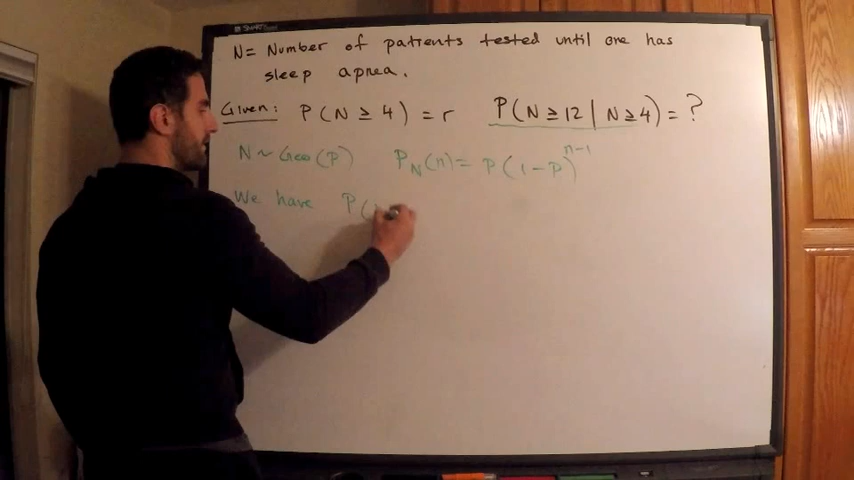 N= Number of patients tested until one has
sleep apnea.
Given: P(N ≥ 4) = r P(N ≥ 12 | N ≥ 4) = ?
N ~ Geo(P) P_N(n) = P(1-P)^{n-1}
We have P(